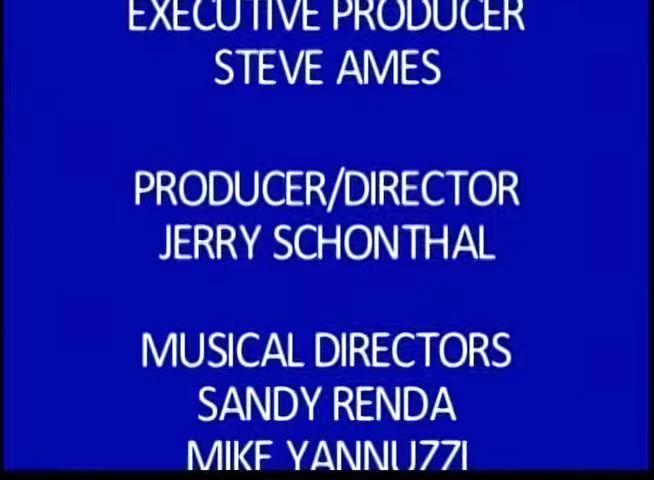 EXECUTIVE PRODUCER
STEVE AMES
PRODUCER/DIRECTOR
JERRY SCHONTHAL
MUSICAL DIRECTORS
SANDY RENDA
MIKE YANNUZZI